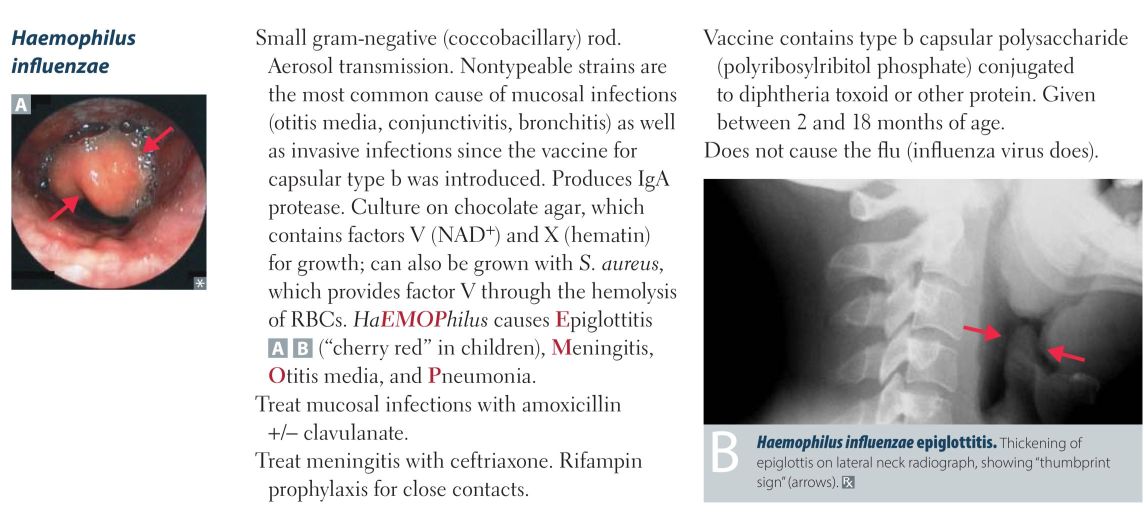 Haemophilus
influenzae
A
*
Small gram-negative (coccobacillary) rod.
Aerosol transmission. Nontypeable strains are
the most common cause of mucosal infections
(otitis media, conjunctivitis, bronchitis) as well
as invasive infections since the vaccine for
capsular type b was introduced. Produces IgA
protease. Culture on chocolate agar, which
contains factors V (NAD⁺) and X (hematin)
for growth; can also be grown with S. aureus,
which provides factor V through the hemolysis
of RBCs. HaEMOPhilus causes Epiglottitis
A B (“cherry red” in children), Meningitis,
Otitis media, and Pneumonia.
Treat mucosal infections with amoxicillin
+/– clavulanate.
Treat meningitis with ceftriaxone. Rifampin
prophylaxis for close contacts.
Vaccine contains type b capsular polysaccharide
(polyribosylribitol phosphate) conjugated
to diphtheria toxoid or other protein. Given
between 2 and 18 months of age.
Does not cause the flu (influenza virus does).
B
Haemophilus influenzae epiglottitis. Thickening of
epiglottis on lateral neck radiograph, showing “thumbprint
sign” (arrows). ℞